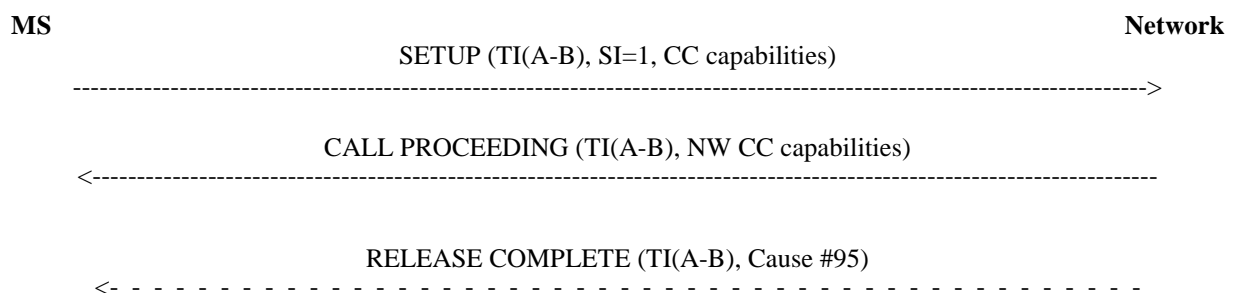 MS Network
SETUP (TI(A-B), SI=1, CC capabilities)
------------------------------------------------------------------------------------------------------------------------>
CALL PROCEEDING (TI(A-B), NW CC capabilities)
<-----------------------------------------------------------------------------------------------------------------------
RELEASE COMPLETE (TI(A-B), Cause #95)
<- - - - - - - - - - - - - - - - - - - - - - - - - - - - - - - - - - - - - - - - - - - - -